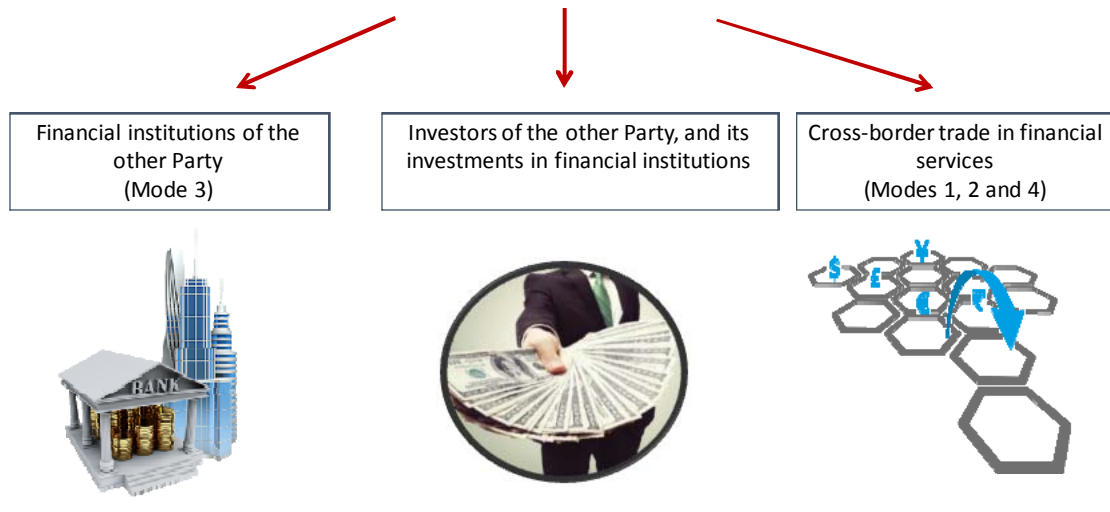 Financial institutions of the
other Party
(Mode 3)
Investors of the other Party, and its
investments in financial institutions
Cross-border trade in financial
services
(Modes 1, 2 and 4)
BANK
$
£
¥
€
₹